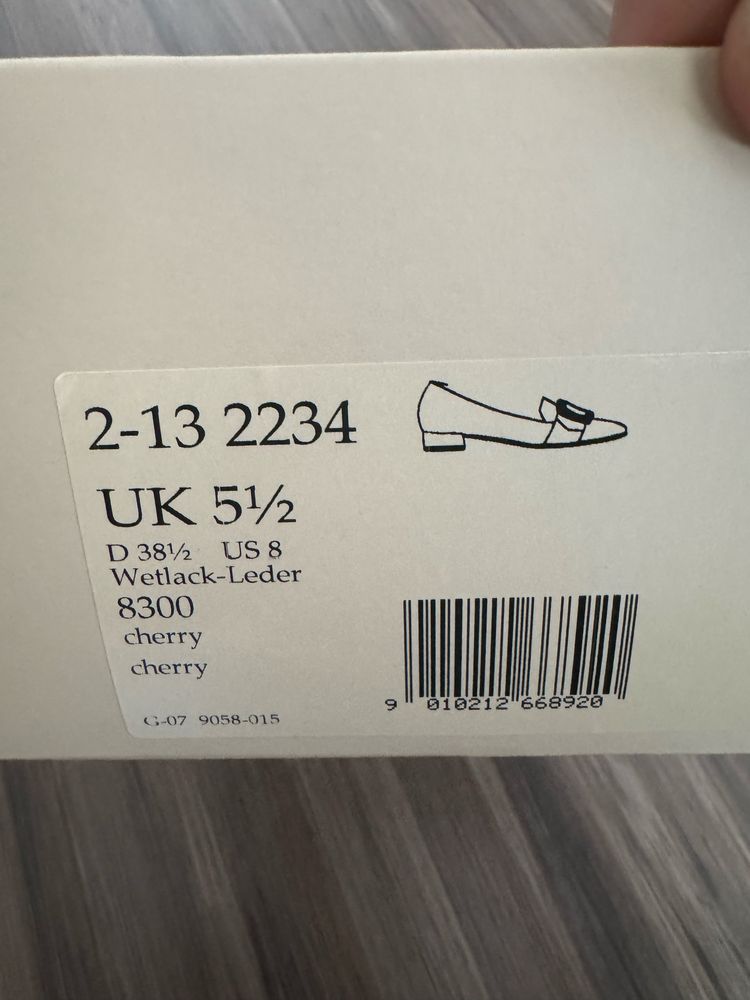 2-13 2234
UK 5½
D 38½ US 8
Wetlack-Leder
8300
cherry
cherry
G-07 9058-015
9 010212 668920